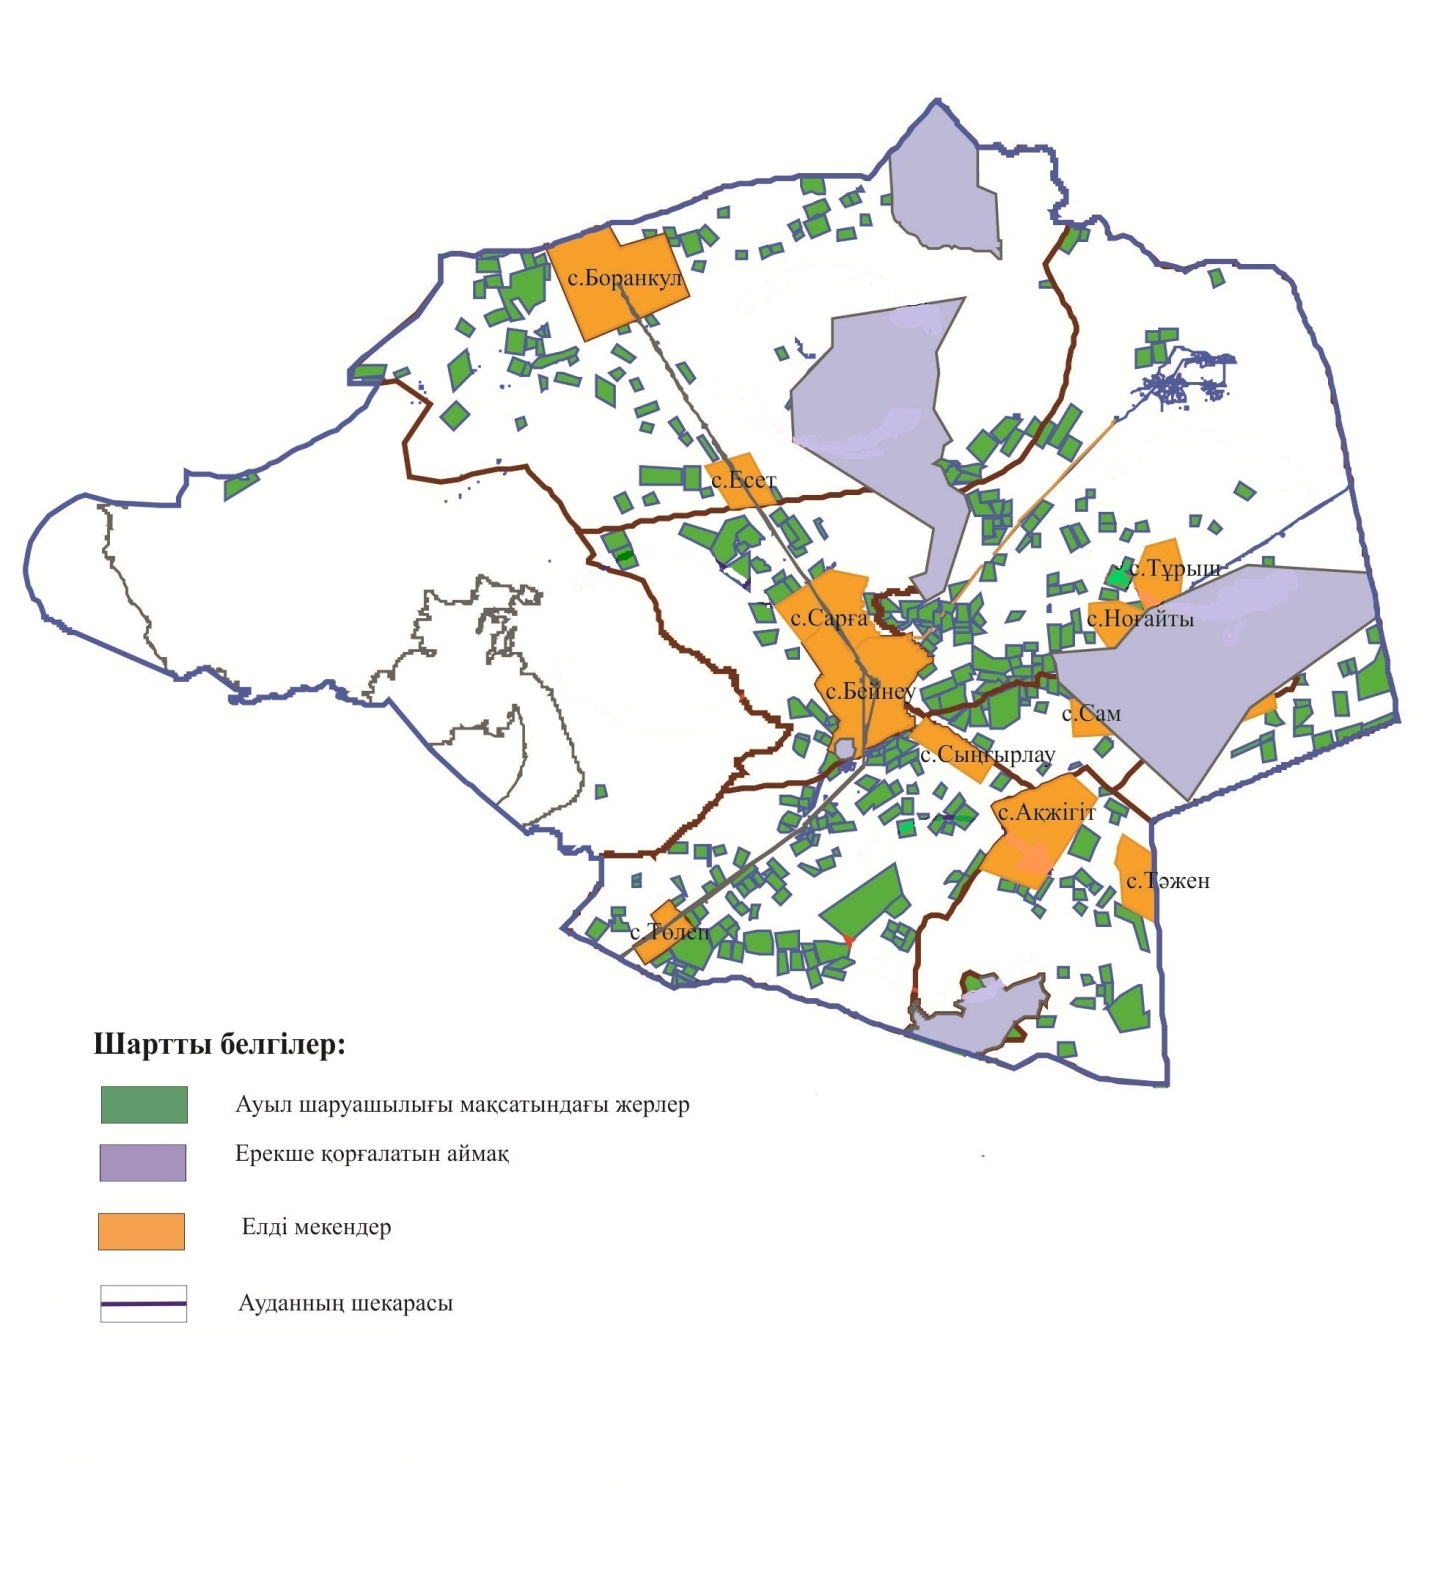 с.Боранкул
с.Есет
с.Тұрыш
с.Сарға
с.Ноғайты
с.Бейнеу
с.Сам
с.Сыңғырлау
с.Ақжігіт
с.Тәжен
с.Төлеп
Шартты белгілер:
Ауыл шаруашылығы мақсатындағы жерлер
Ерекше қорғалатын аймақ
Елді мекендер
Ауданның шекарасы